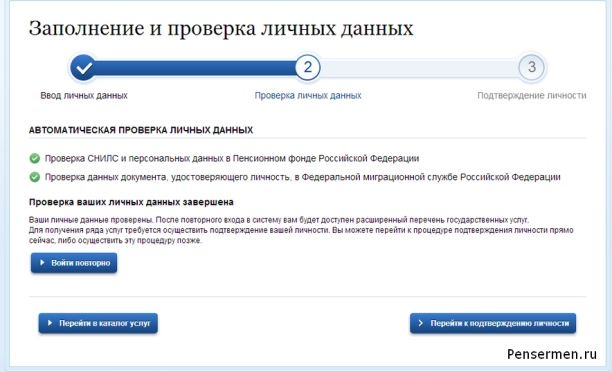 Заполнение и проверка личных данных
2
3
Ввод личных данных
Проверка личных данных
Подтверждение личности
АВТОМАТИЧЕСКАЯ ПРОВЕРКА ЛИЧНЫХ ДАННЫХ
Проверка СНИЛС и персональных данных в Пенсионном фонде Российской Федерации
Проверка данных документа, удостоверяющего личность, в Федеральной миграционной службе Российской Федерации
Проверка ваших личных данных завершена
Ваши личные данные проверены. После повторного входа в систему вам будет доступен расширенный перечень государственных услуг.
Для получения ряда услуг требуется осуществить подтверждение вашей личности. Вы можете перейти к процедуре подтверждения личности прямо
сейчас, либо осуществить эту процедуру позже.
Войти повторно
Перейти в каталог услуг
Перейти к подтверждению личности
Pensermen.ru